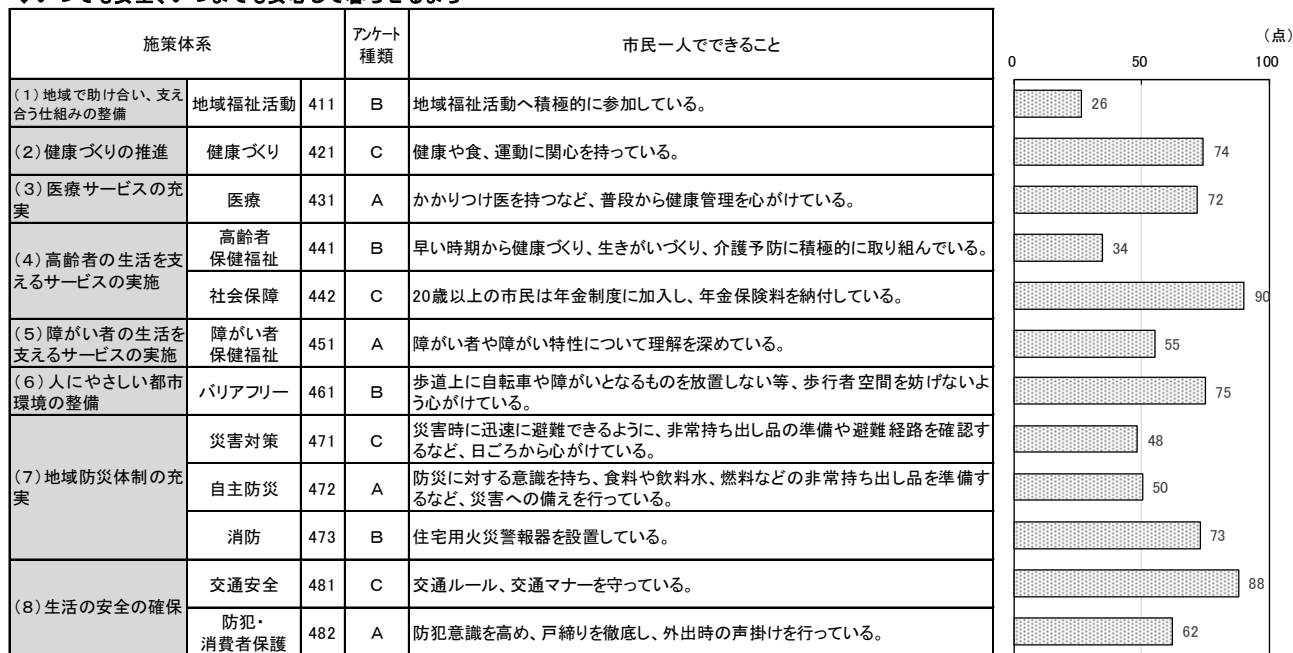 施策体系
アンケート
種類
市民一人でできること
（点）
0 50 100
（１）地域で助け合い、支え
合う仕組みの整備
地域福祉活動 411 B 地域福祉活動へ積極的に参加している。 26
（２）健康づくりの推進 健康づくり 421 C 健康や食、運動に関心を持っている。 74
（３）医療サービスの充
実
医療 431 A かかりつけ医を持つなど、普段から健康管理を心がけている。 72
（４）高齢者の生活を支
えるサービスの実施
高齢者
保健福祉
441 B 早い時期から健康づくり、生きがいづくり、介護予防に積極的に取り組んでいる。 34
社会保障 442 C 20歳以上の市民は年金制度に加入し、年金保険料を納付している。 90
（５）障がい者の生活を
支えるサービスの実施
障がい者
保健福祉
451 A 障がい者や障がい特性について理解を深めている。 55
（６）人にやさしい都市
環境の整備
バリアフリー 461 B 歩道上に自転車や障がいとなるものを放置しない等、歩行者空間を妨げないよ
う心がけている。
75
（７）地域防災体制の充
実
災害対策 471 C 災害時に迅速に避難できるように、非常持ち出し品の準備や避難経路を確認す
るなど、日ごろから心がけている。
48
自主防災 472 A 防災に対する意識を持ち、食料や飲料水、燃料などの非常持ち出し品を準備す
るなど、災害への備えを行っている。
50
消防 473 B 住宅用火災警報器を設置している。 73
（８）生活の安全の確保
交通安全 481 C 交通ルール、交通マナーを守っている。 88
防犯・
消費者保護
482 A 防犯意識を高め、戸締りを徹底し、外出時の声掛けを行っている。 62